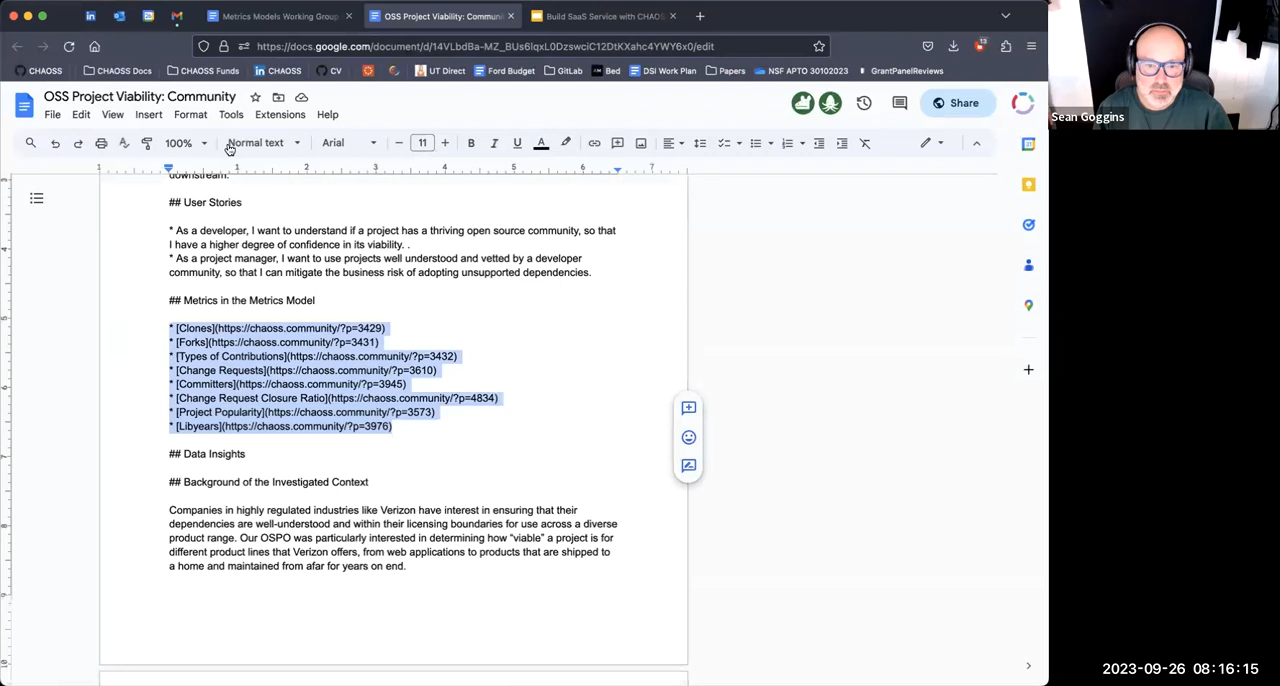 Metrics Models Working Group
OSS Project Viability: Communi
Build SaaS Service with CHAOS
https://docs.google.com/document/d/14VLbdBa-MZ_BUs6lqxL0DzswciC12DtKXahc4YWY6x0/edit
13
CHAOSS
CHAOSS Docs
CHAOSS Funds
CHAOSS
CV
UT Direct
Ford Budget
GitLab
Bed
DSI Work Plan
Papers
NSF APTO 30102023
GrantPanelReviews
OSS Project Viability: Community
File Edit View Insert Format Tools Extensions Help
Share
100% Normal text Arial 11
B I U A
1 1 2 3 4 5 6 7
downstream.
## User Stories
* As a developer, I want to understand if a project has a thriving open source community, so that
I have a higher degree of confidence in its viability. .
* As a project manager, I want to use projects well understood and vetted by a developer
community, so that I can mitigate the business risk of adopting unsupported dependencies.
## Metrics in the Metrics Model
* [Clones](https://chaoss.community/?p=3429)
* [Forks](https://chaoss.community/?p=3431)
* [Types of Contributions](https://chaoss.community/?p=3432)
* [Change Requests](https://chaoss.community/?p=3610)
* [Committers](https://chaoss.community/?p=3945)
* [Change Request Closure Ratio](https://chaoss.community/?p=4834)
* [Project Popularity](https://chaoss.community/?p=3573)
* [Libyears](https://chaoss.community/?p=3976)
## Data Insights
## Background of the Investigated Context
Companies in highly regulated industries like Verizon have interest in ensuring that their
dependencies are well-understood and within their licensing boundaries for use across a diverse
product range. Our OSPO was particularly interested in determining how “viable” a project is for
different product lines that Verizon offers, from web applications to products that are shipped to
a home and maintained from afar for years on end.
Sean Goggins
2023-09-26 08:16:15